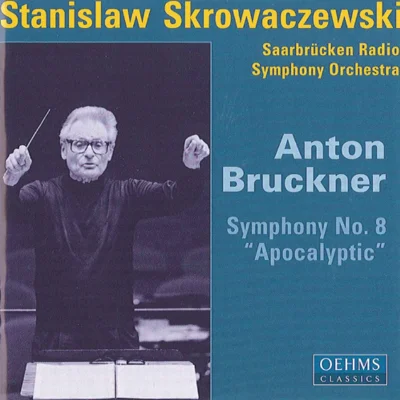 Stanislaw Skrowaczewski
Saarbrücken Radio
Symphony Orchestra
Anton
Bruckner
Symphony No. 8
“Apocalyptic”
OEHMS
CLASSICS